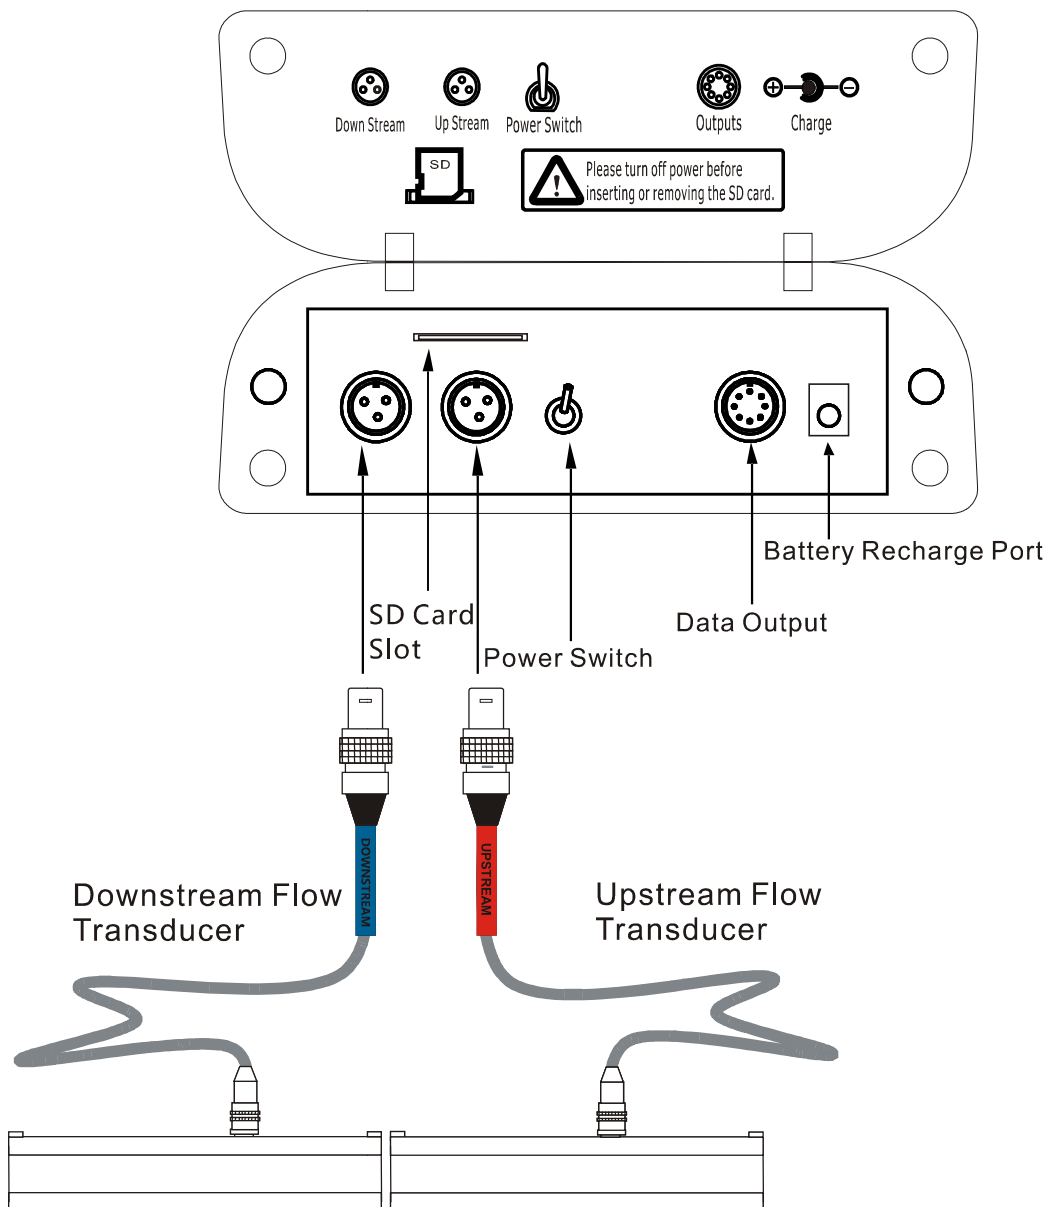 Down Stream
Up Stream
Power Switch
Outputs
Charge
SD
Please turn off power before
inserting or removing the SD card.
Battery Recharge Port
SD Card
Slot
Data Output
Power Switch
DOWNSTREAM
UPSTREAM
Downstream Flow
Transducer
Upstream Flow
Transducer